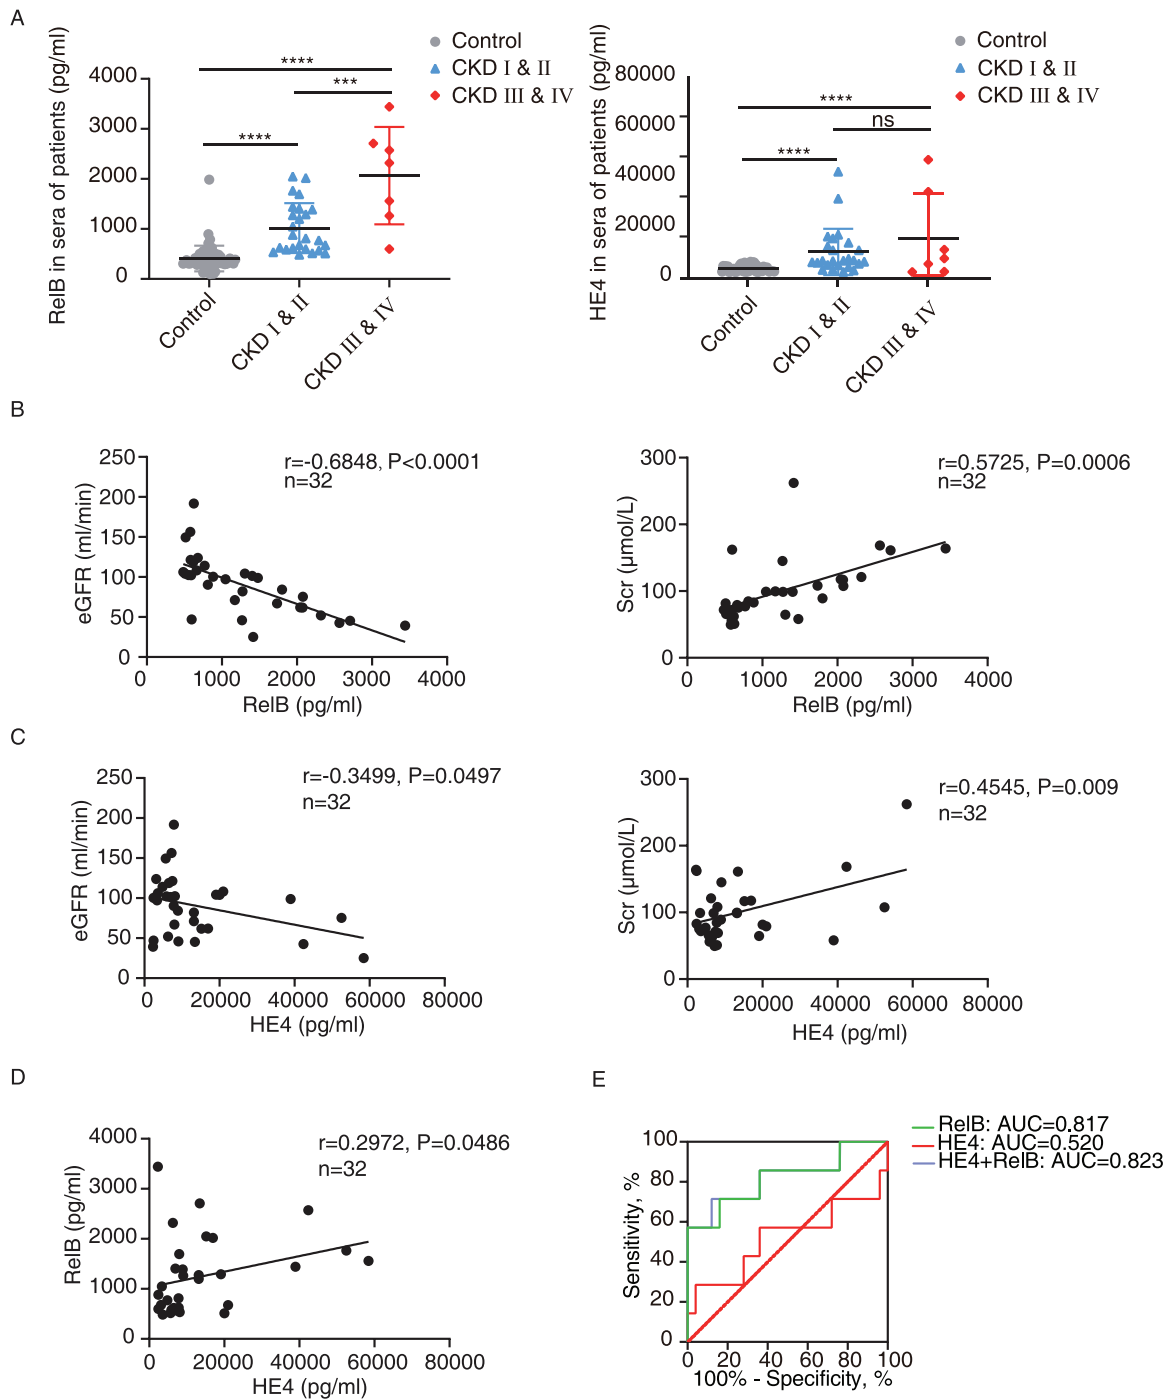 A
RelB in sera of patients (pg/ml)
4000
3000
2000
1000
0
****
***
****
Control
CKD I & II
CKD III & IV
Control
CKD I & II
CKD III & IV
HE4 in sera of patients (pg/ml)
80000
60000
40000
20000
0
****
ns
****
Control
CKD I & II
CKD III & IV
Control
CKD I & II
CKD III & IV
B
eGFR (ml/min)
250
200
150
100
50
0
r=-0.6848, P<0.0001
n=32
0 1000 2000 3000 4000
RelB (pg/ml)
Scr (μmol/L)
300
200
100
0
r=0.5725, P=0.0006
n=32
0 1000 2000 3000 4000
RelB (pg/ml)
C
eGFR (ml/min)
250
200
150
100
50
0
r=-0.3499, P=0.0497
n=32
0 20000 40000 60000 80000
HE4 (pg/ml)
Scr (μmol/L)
300
200
100
0
r=0.4545, P=0.009
n=32
0 20000 40000 60000 80000
HE4 (pg/ml)
D
RelB (pg/ml)
4000
3000
2000
1000
0
r=0.2972, P=0.0486
n=32
0 20000 40000 60000 80000
HE4 (pg/ml)
E
Sensitivity, %
100
80
60
40
20
0
RelB: AUC=0.817
HE4: AUC=0.520
HE4+RelB: AUC=0.823
0 20 40 60 80 100
100% - Specificity, %